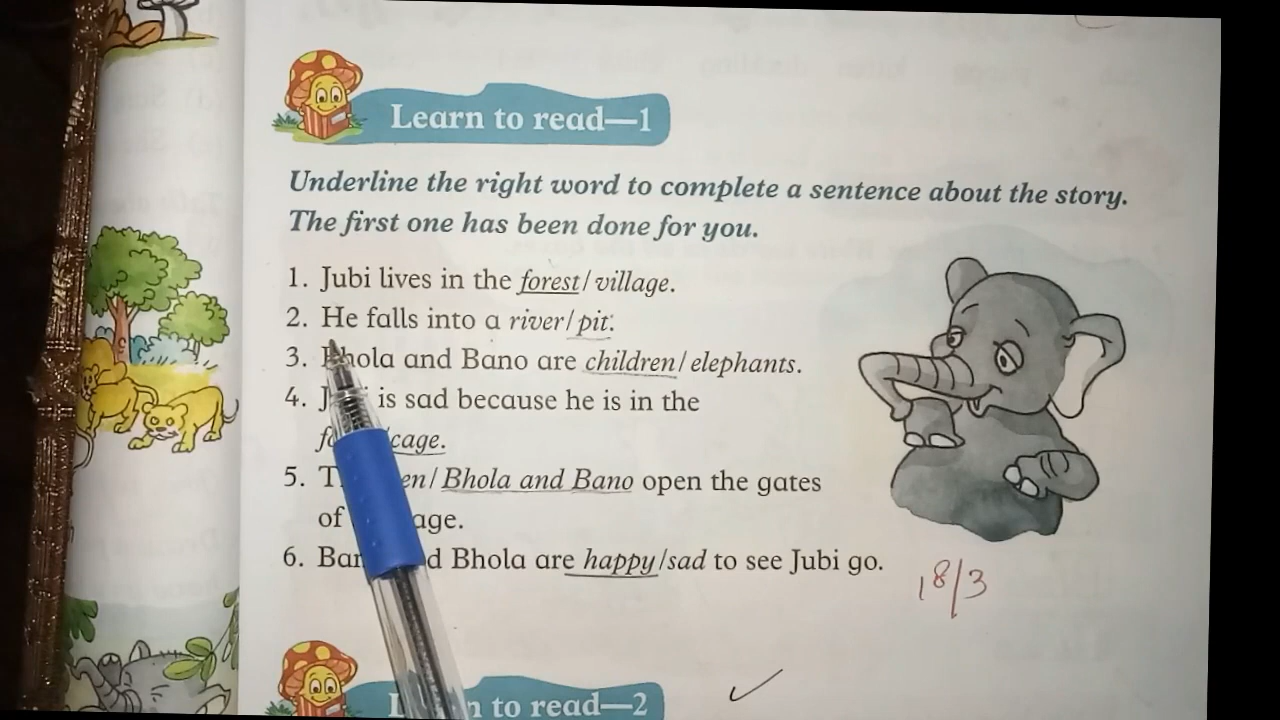 Learn to read—1
Underline the right word to complete a sentence about the story.
The first one has been done for you.
1. Jubi lives in the forest/ village.
2. He falls into a river/pit.
3. Bhola and Bano are children/ elephants.
4. is sad because he is in the
cage.
5. / Bhola and Bano open the gates
of
6. Bhola are happy/sad to see Jubi go.
18/3
to read—2